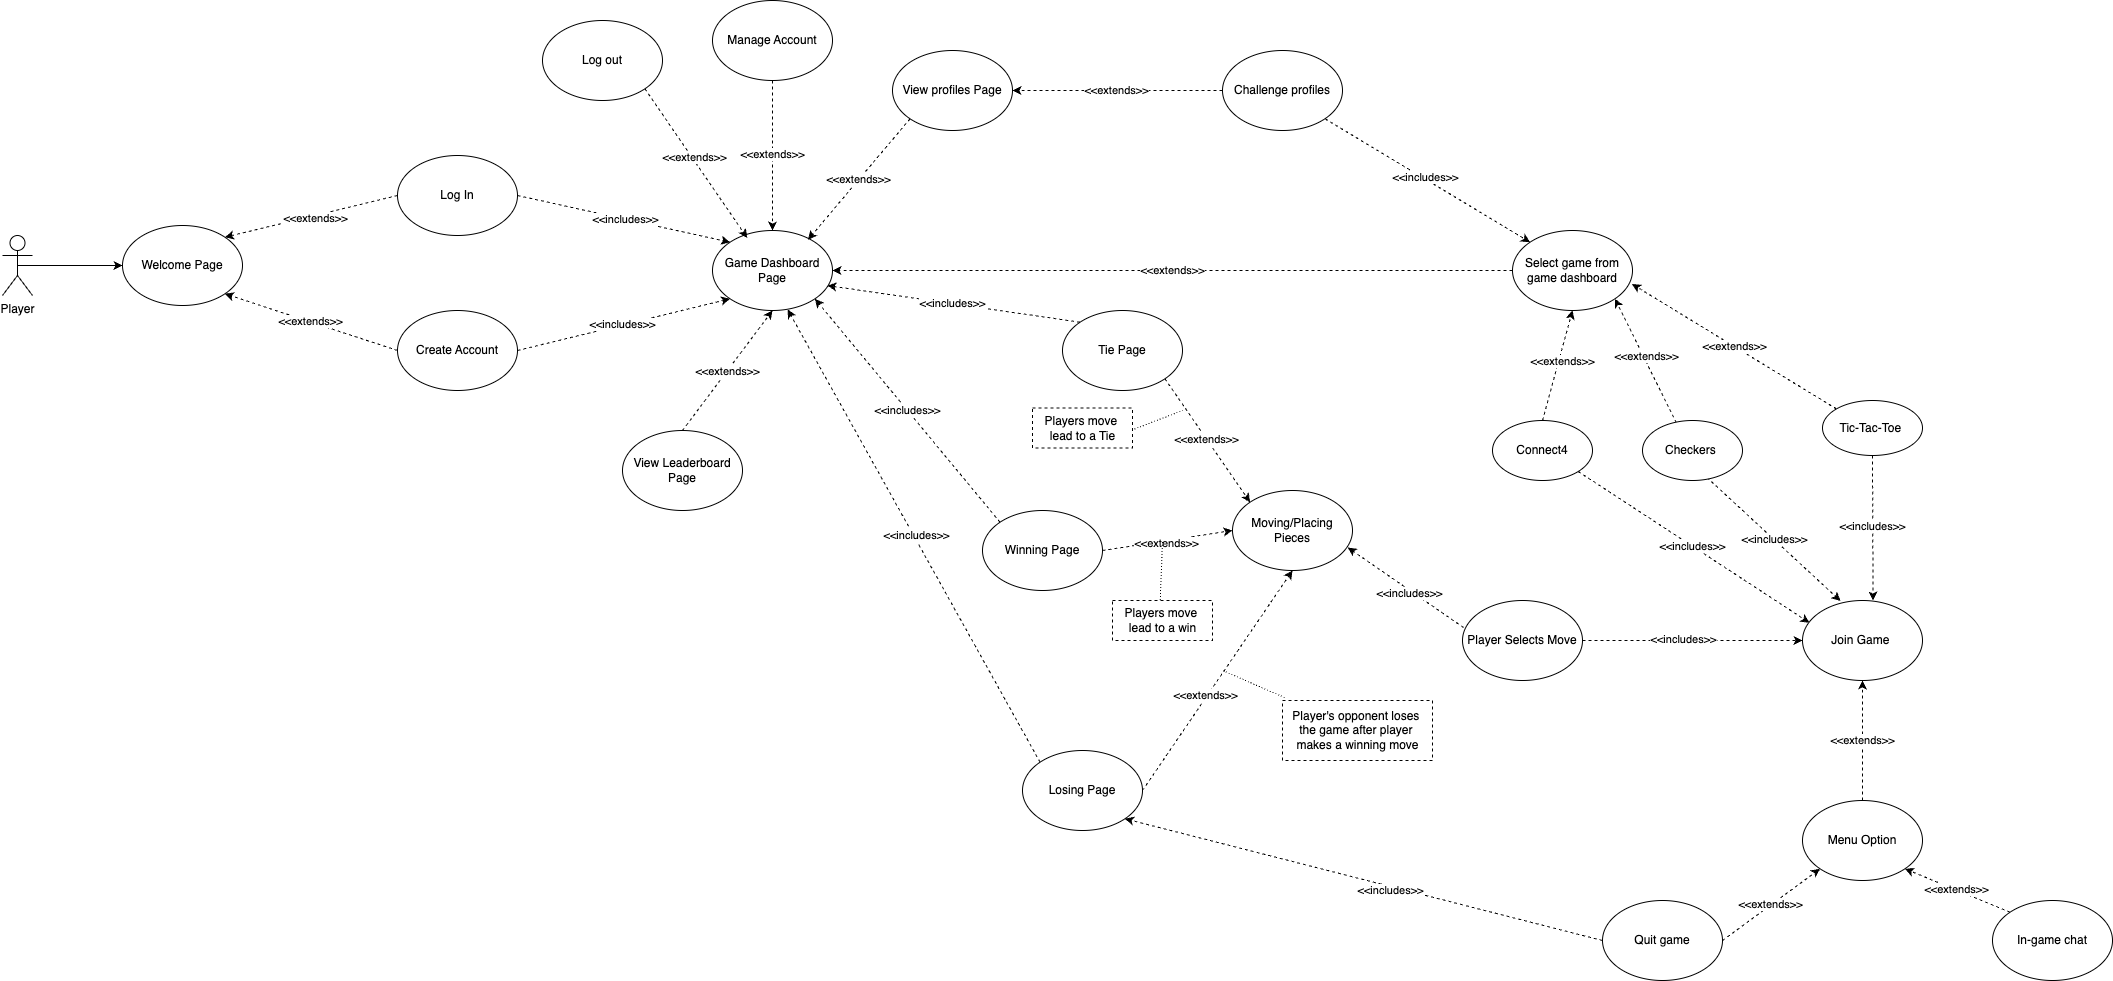 Manage Account
Log out
View profiles Page
<<extends>>
Challenge profiles
<<extends>>
<<extends>>
<<extends>>
<<includes>>
Log In
<<extends>>
<<includes>>
Welcome Page
Game Dashboard
Page
<<extends>>
Select game from
game dashboard
Player
<<includes>>
<<extends>>
<<includes>>
Create Account
Tie Page
<<extends>>
<<extends>>
<<extends>>
<<extends>>
<<includes>>
Players move
lead to a Tie
<<extends>>
Connect4
Checkers
Tic-Tac-Toe
View Leaderboard
Page
<<includes>>
Winning Page
<<extends>>
Moving/Placing
Pieces
<<includes>>
<<includes>>
<<includes>>
<<includes>>
Players move
lead to a win
Player Selects Move
<<includes>>
Join Game
<<extends>>
Player's opponent loses
the game after player
makes a winning move
<<extends>>
Losing Page
Menu Option
<<includes>>
<<extends>>
<<extends>>
Quit game
In-game chat